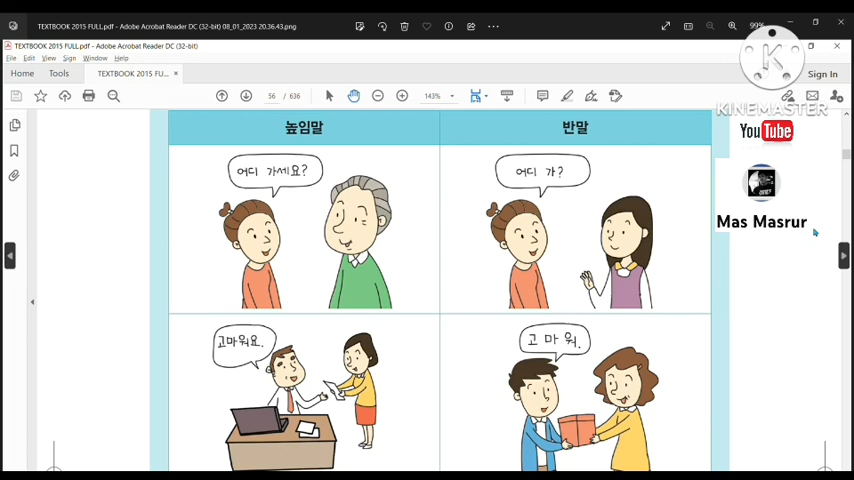 TEXTBOOK 2015 FULL.pdf - Adobe Acrobat Reader DC (32-bit) 08_01_2023 20.36.43.png
99%
TEXTBOOK 2015 FULL.pdf - Adobe Acrobat Reader DC (32-bit)
File Edit View Sign Window Help
Home Tools TEXTBOOK 2015 FU... × Sign In
56 / 636 143%
KINEMASTER
YouTube
Mas Masrur
높임말 반말
어디 가세요? 어디 가?
고마워요. 고 마 워.